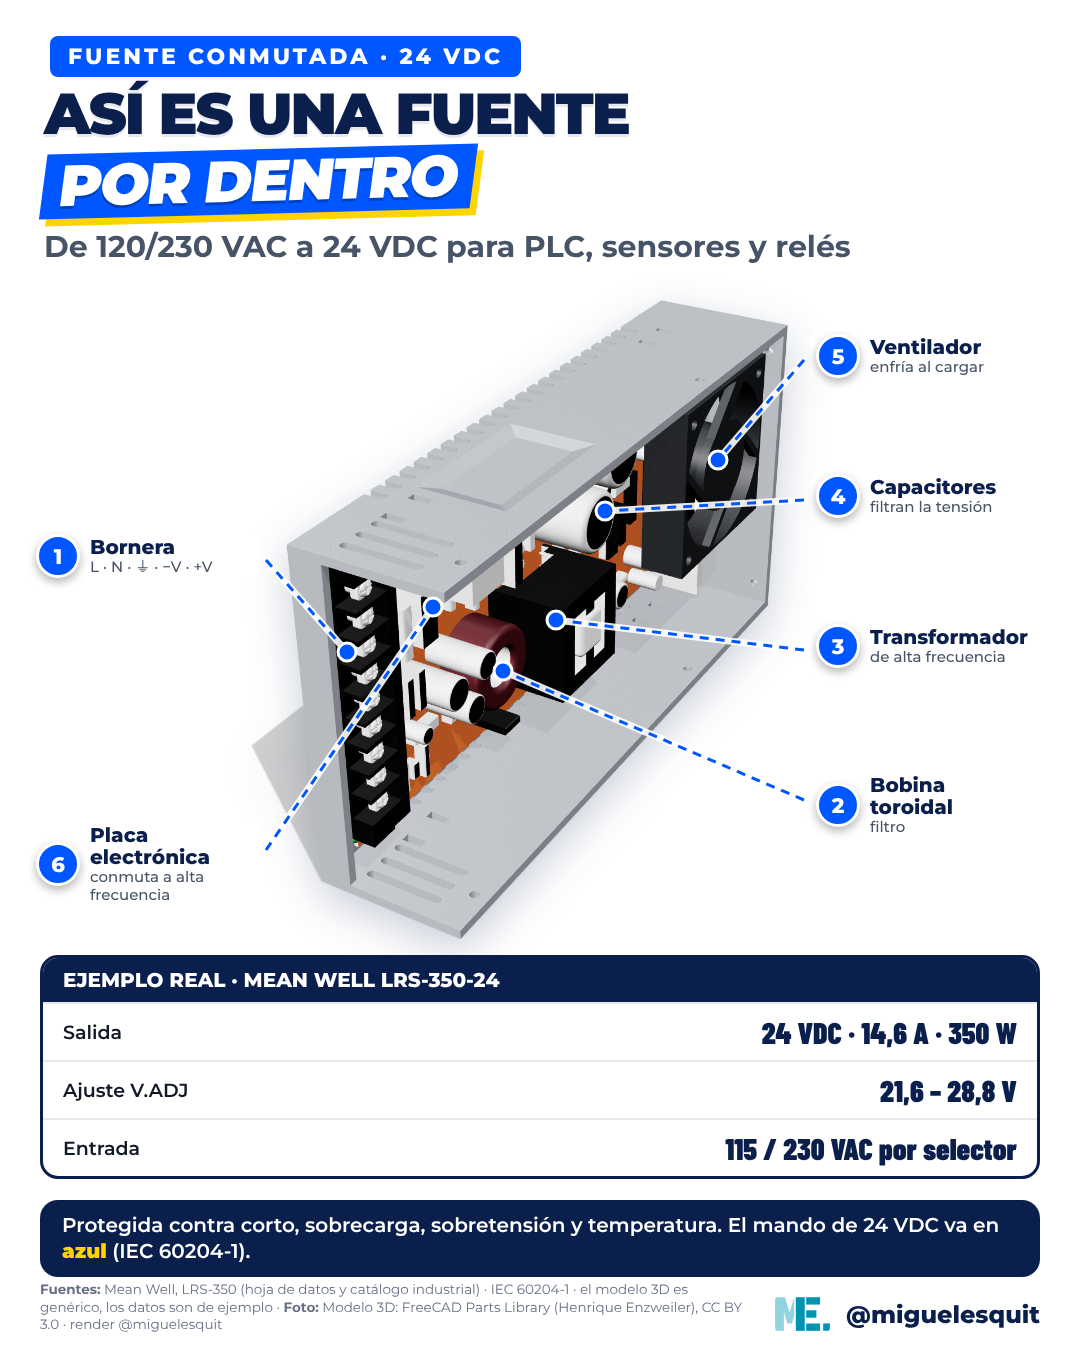 FUENTE CONMUTADA · 24 VDC
ASÍ ES UNA FUENTE
POR DENTRO
De 120/230 VAC a 24 VDC para PLC, sensores y relés
5
Ventilador
enfría al cargar
4
Capacitores
filtran la tensión
1
Bornera
L · N · ⏚ · −V · +V
3
Transformador
de alta frecuencia
2
Bobina
toroidal
filtro
6
Placa
electrónica
conmuta a alta
frecuencia
EJEMPLO REAL · MEAN WELL LRS-350-24
Salida
24 VDC · 14,6 A · 350 W
Ajuste V.ADJ
21,6 – 28,8 V
Entrada
115 / 230 VAC por selector
Protegida contra corto, sobrecarga, sobretensión y temperatura. El mando de 24 VDC va en
azul (IEC 60204-1).
Fuentes: Mean Well, LRS-350 (hoja de datos y catálogo industrial) · IEC 60204-1 · el modelo 3D es
genérico, los datos son de ejemplo · Foto: Modelo 3D: FreeCAD Parts Library (Henrique Enzweiler), CC BY
3.0 · render @miguelesquit
ME.
@miguelesquit